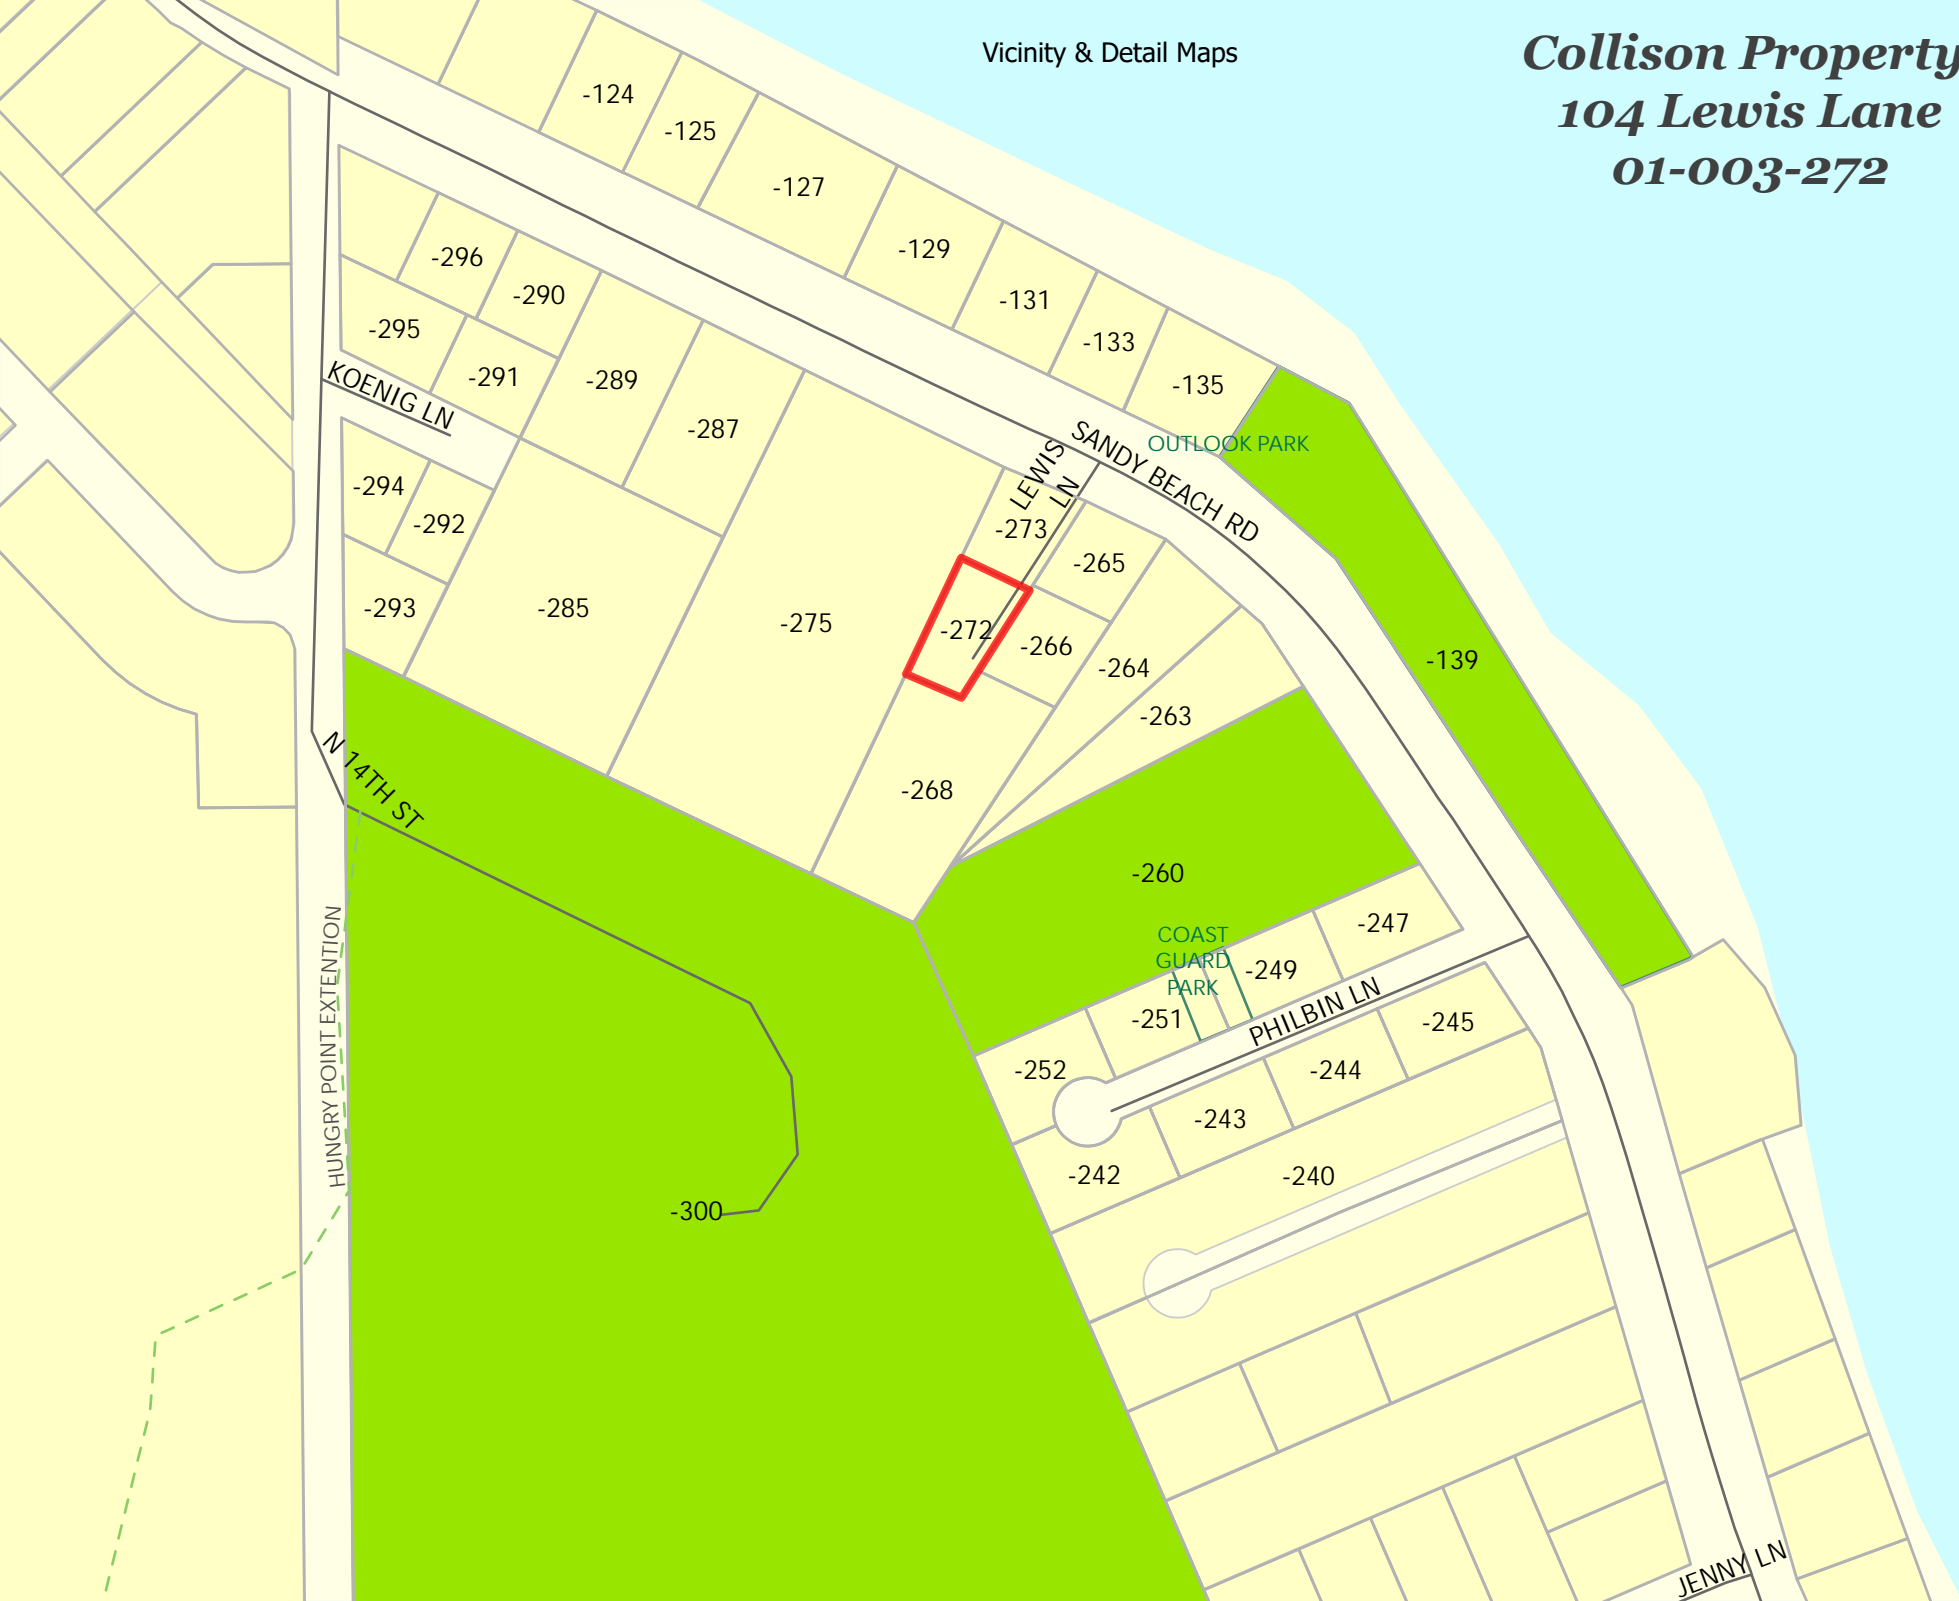 Vicinity & Detail Maps
Collison Property
104 Lewis Lane
01-003-272
-124
-125
-127
-129
-131
-133
-135
-296
-290
-295
-291
-289
-287
KOENIG LN
-294
-292
-293
-285
-275
LEWIS
LN
SANDY BEACH RD
OUTLOOK PARK
-273
-265
-272
-266
-264
-263
-139
-268
N 14TH ST
-260
-247
COAST
GUARD
PARK
-249
-251
-252
PHILBIN LN
-245
-244
-243
-242
-240
HUNGRY POINT EXTENTION
-300
JENNY LN